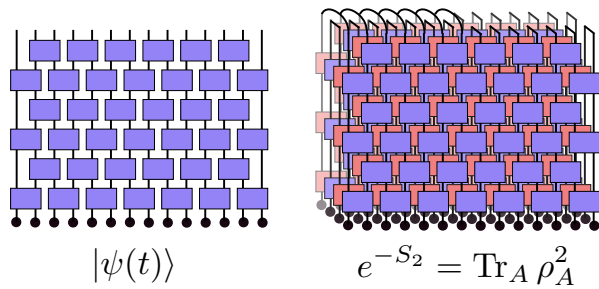 |ψ(t)⟩
e^{-S_2} = Tr_A ρ_A^2